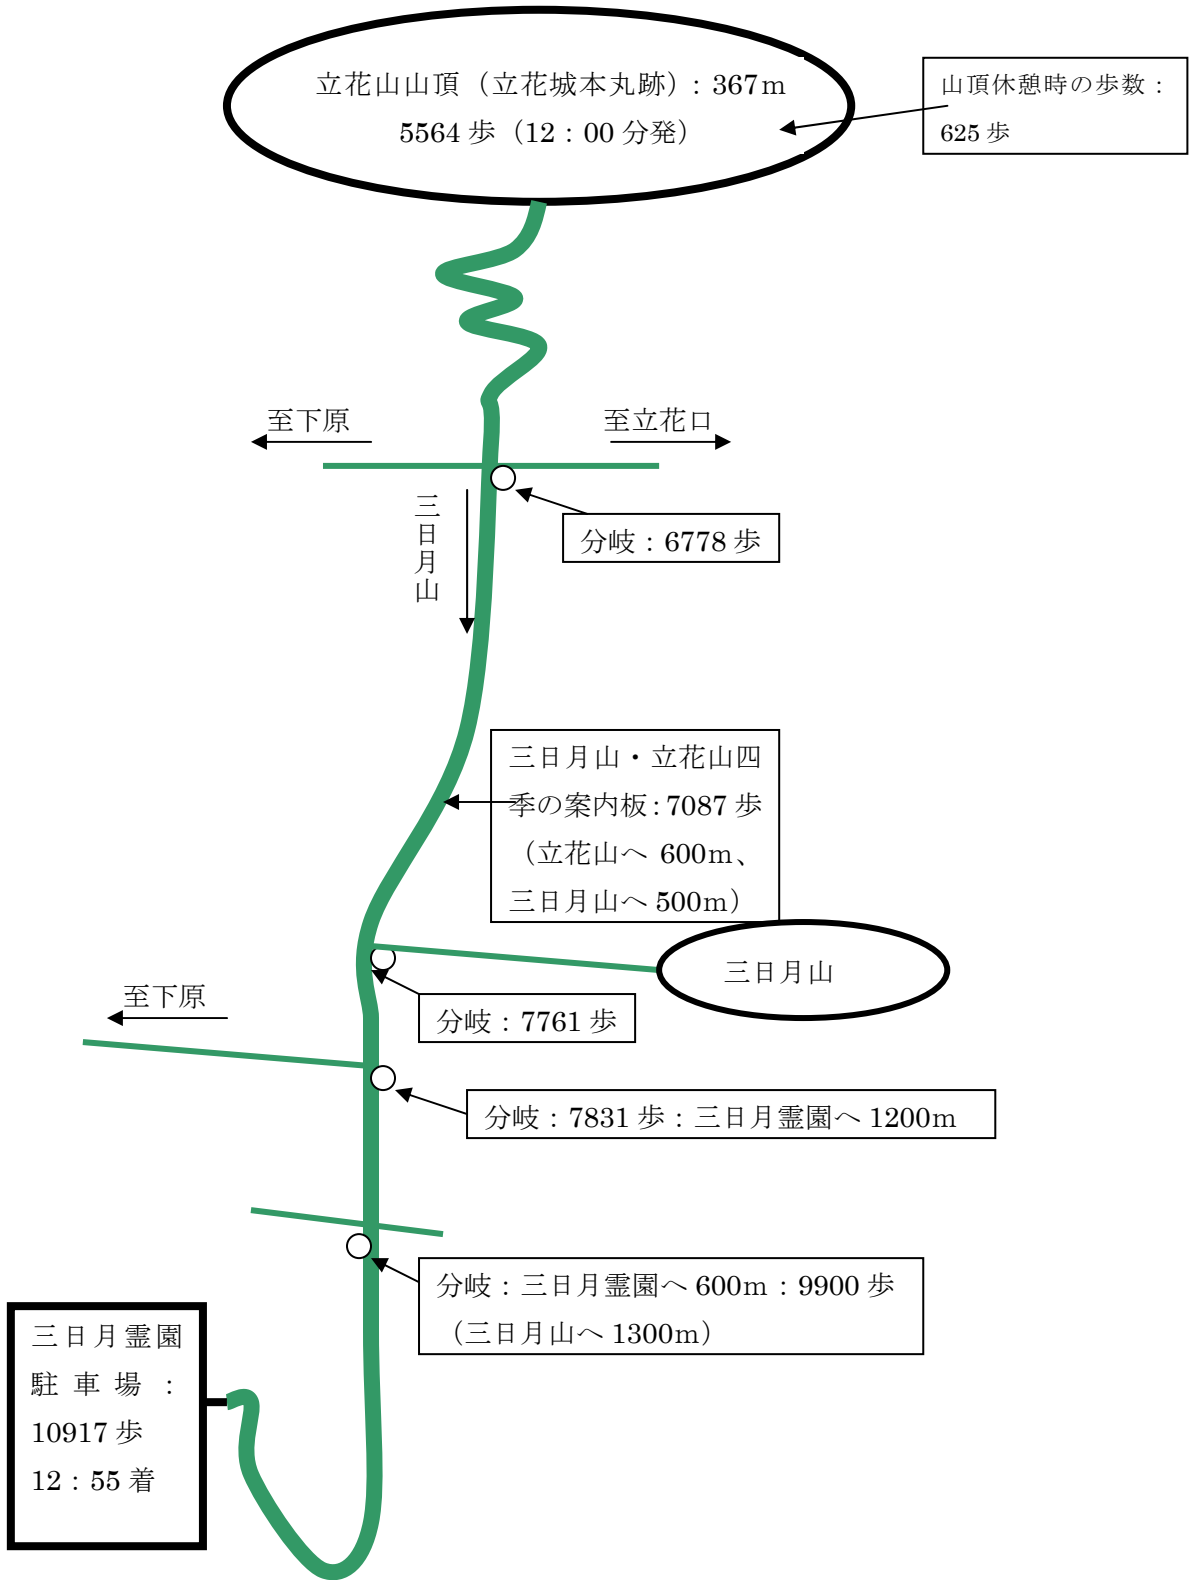 立花山山頂（立花城本丸跡）：367m
5564 歩（12：00 分発）
山頂休憩時の歩数：
625 歩
至下原
至立花口
三日月山
分岐：6778 歩
三日月山・立花山四
季の案内板：7087 歩
（立花山へ 600m、
三日月山へ 500m）
三日月山
至下原
分岐：7761 歩
分岐：7831 歩：三日月霊園へ 1200m
分岐：三日月霊園へ 600m：9900 歩
（三日月山へ 1300m）
三日月霊園
駐車場：
10917 歩
12：55 着